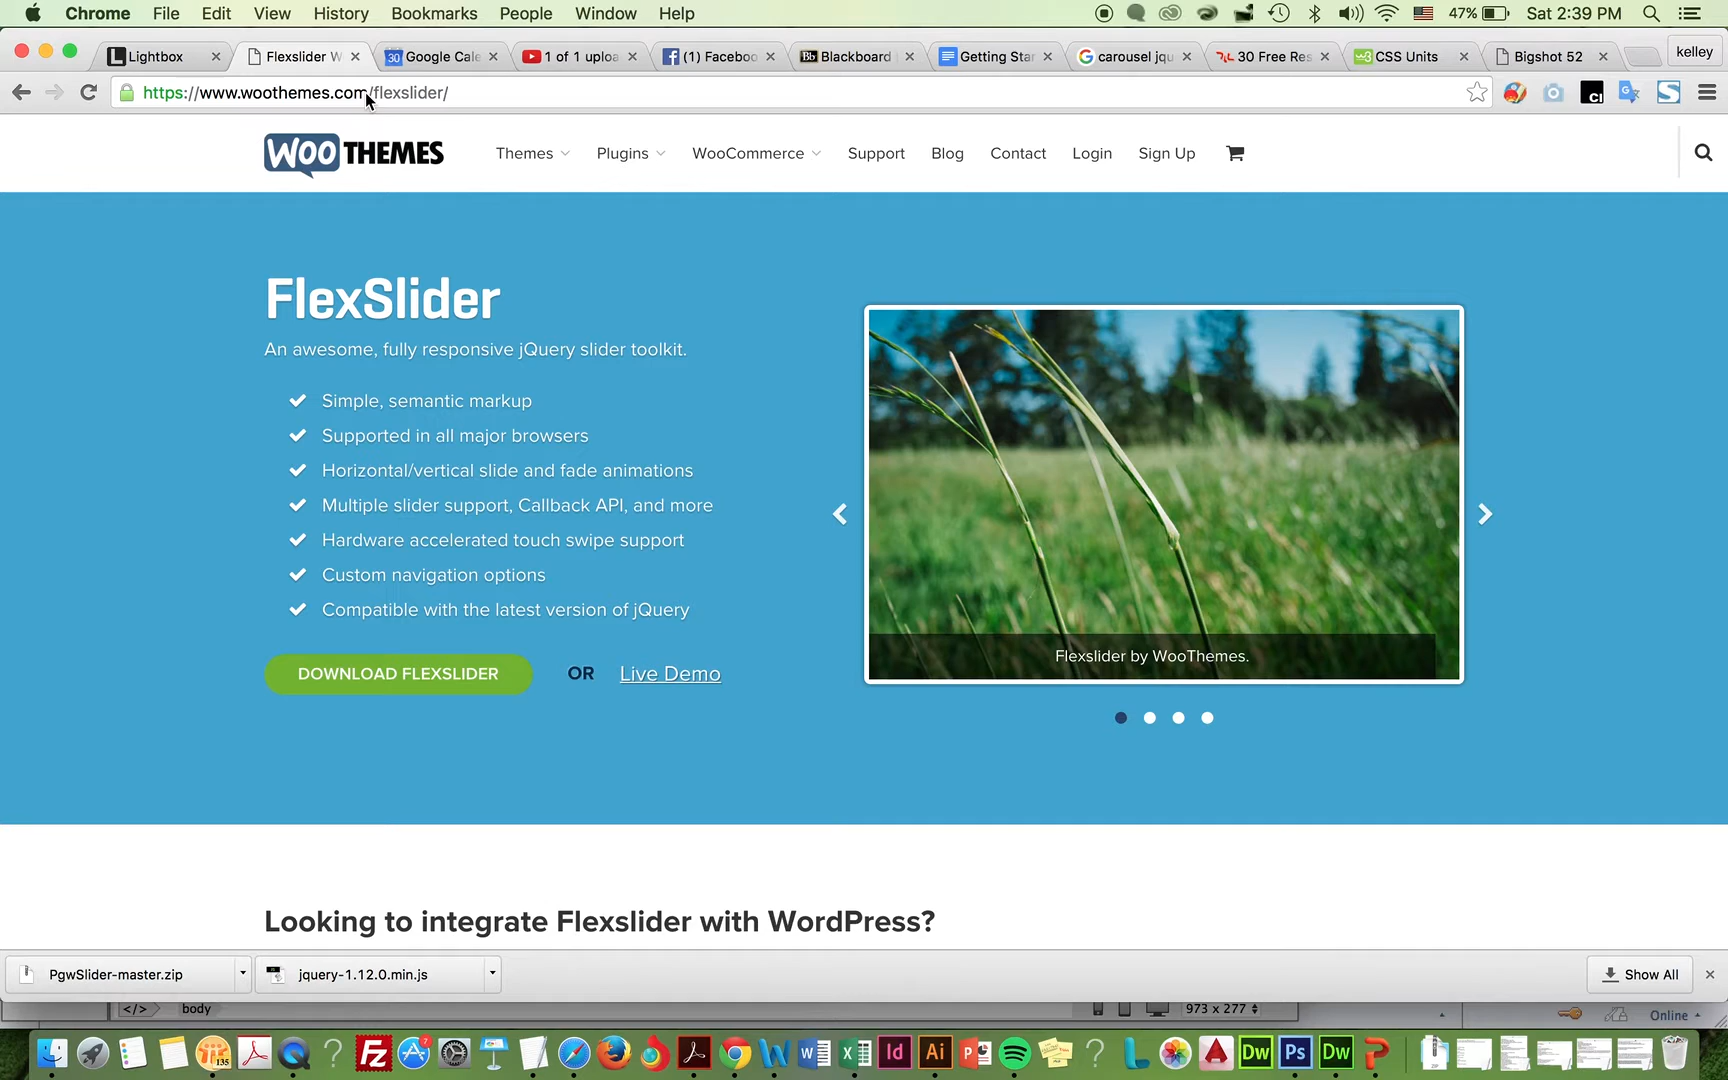 Chrome File Edit View History Bookmarks People Window Help 47% Sat 2:39 PM
Lightbox Flexslider W Google Cale 1 of 1 uploa (1) Faceboo Blackboard Getting Star carousel jqu 30 Free Res CSS Units Bigshot 52 kelley
https://www.woothemes.com/flexslider/
WOOTHEMES Themes Plugins WooCommerce Support Blog Contact Login Sign Up
FlexSlider
An awesome, fully responsive jQuery slider toolkit.
Simple, semantic markup
Supported in all major browsers
Horizontal/vertical slide and fade animations
Multiple slider support, Callback API, and more
Hardware accelerated touch swipe support
Custom navigation options
Compatible with the latest version of jQuery
DOWNLOAD FLEXSLIDER OR Live Demo
Flexslider by WooThemes.
Looking to integrate Flexslider with WordPress?
PgwSlider-master.zip jquery-1.12.0.min.js Show All
</> body 973 x 277 Online